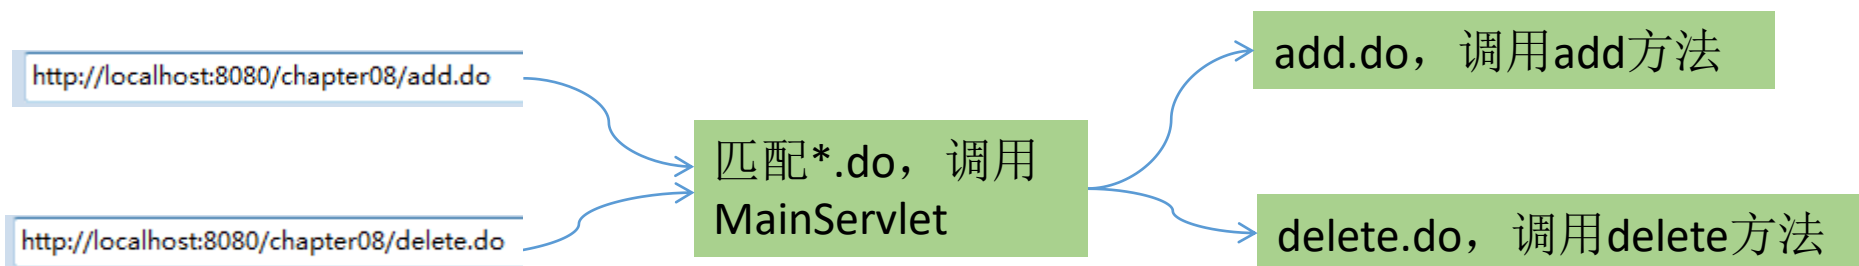 http://localhost:8080/chapter08/add.do
匹配*.do，调用
MainServlet
http://localhost:8080/chapter08/delete.do
add.do，调用add方法
delete.do，调用delete方法